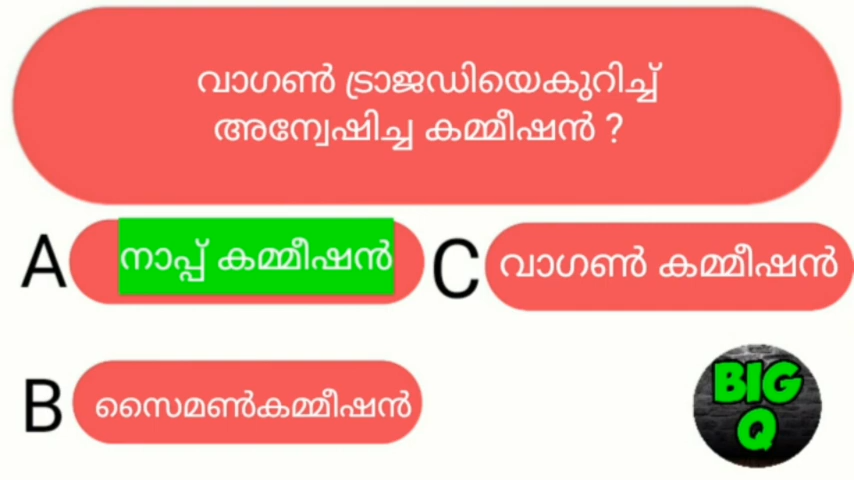 വാഗൺ ട്രാജഡിയെകുറിച്ച്
അന്വേഷിച്ച കമ്മീഷൻ ?
A നാപ്പ് കമ്മീഷൻ
C വാഗൺ കമ്മീഷൻ
B സൈമൺകമ്മീഷൻ
BIG
Q